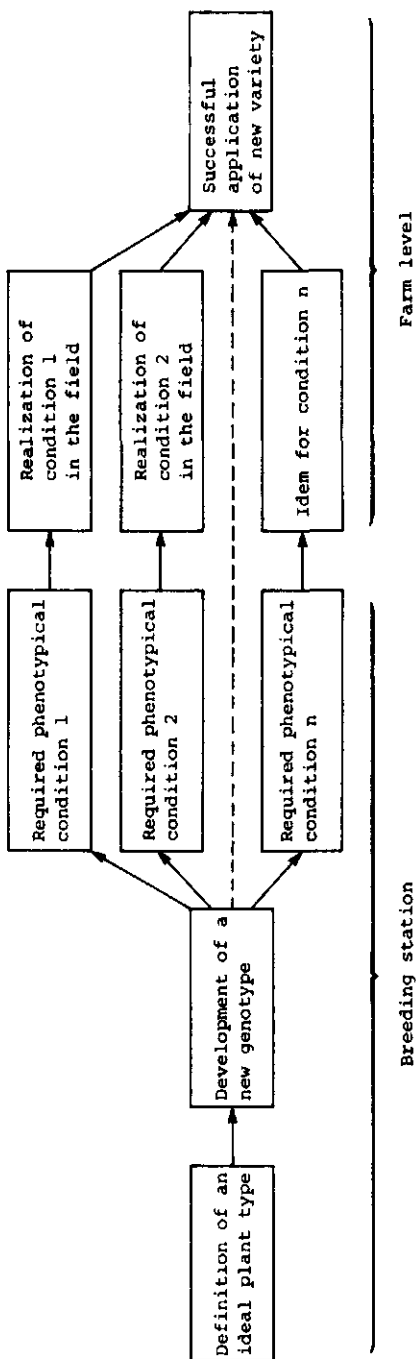 Definition of an
ideal plant type
Development of a
new genotype
Required phenotypical
condition 1
Required phenotypical
condition 2
Required phenotypical
condition n
Realization of
condition 1
in the field
Realization of
condition 2
in the field
Idem for condition n
Successful
application
of new variety
Breeding station
Farm level